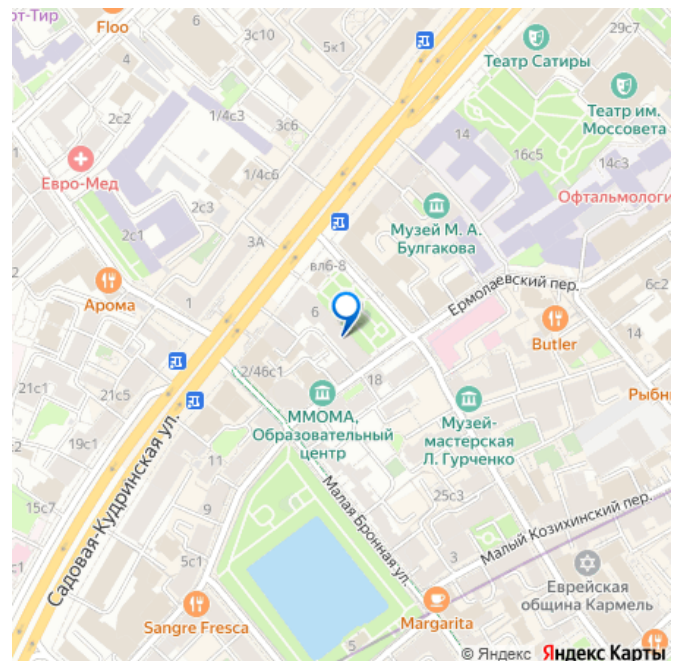 рт-Тир
Floo
6
3с10
5к1
29с7
Театр Сатиры
2с2
4
1/4с3
3с6
Театр им.
Моссовета
14
16с5
14с3
Евро-Мед
1/4с6
2с3
Офтальмологи
2с1
3А
Музей М. А.
Булгакова
вл6-8
Арома
1
6
Ермолаевский пер.
6с2
Butler
14
2/46с1
18
21с1
21с5
ММОМА,
Образовательный
центр
Музей-
мастерская
Л. Гурченко
Рыбны
19с1
11
Садовая-Кудринская ул.
15с7
9
25с3
Малая Бронная ул.
Малый Козихинский пер.
5с1
3
Еврейская
община Кармель
Sangre Fresca
Margarita
5
© Яндекс Яндекс Карты